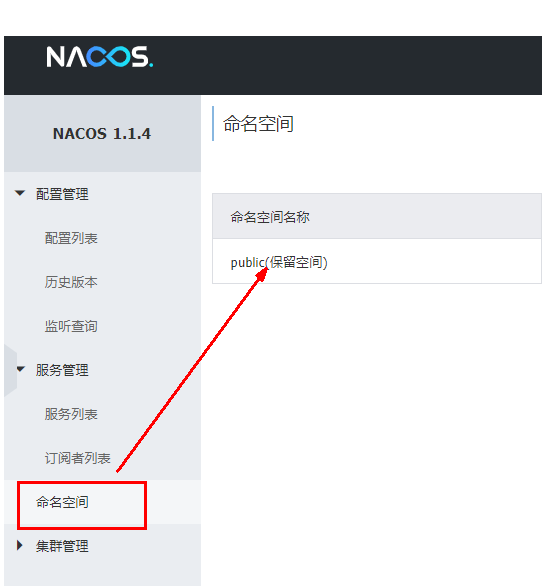 NACOS.
NACOS 1.1.4
配置管理
配置列表
历史版本
监听查询
服务管理
服务列表
订阅者列表
命名空间
集群管理
命名空间
命名空间名称
public(保留空间)